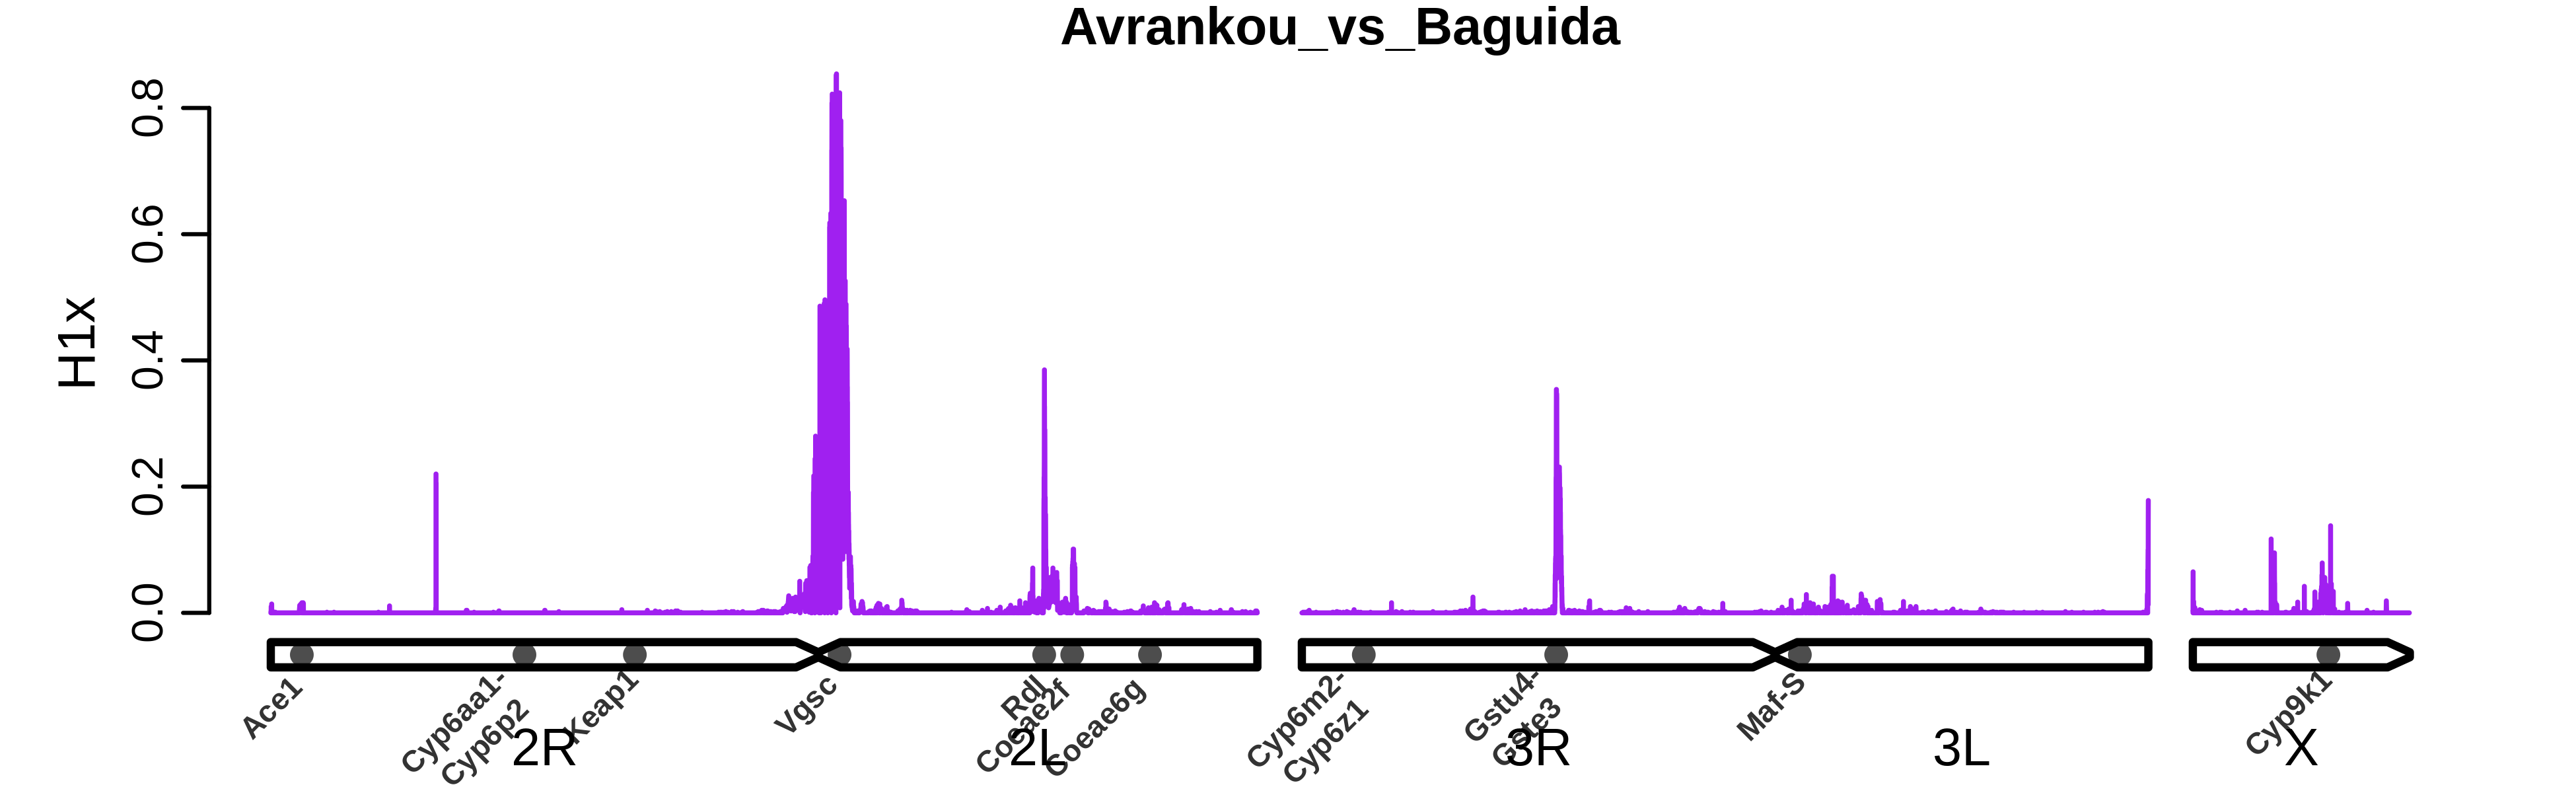 Avrankou_vs_Baguida
H1x
0.8
0.6
0.4
0.2
0.0
Ace1
Cyp6aa1-
Cyp6p2
Keap1
Vgsc
Rdl
Coeae2f
Coeae6g
Cyp6m2-
Cyp6z1
Gstu4-
Gste3
Maf-S
Cyp9k1
2R
2L
3R
3L
X